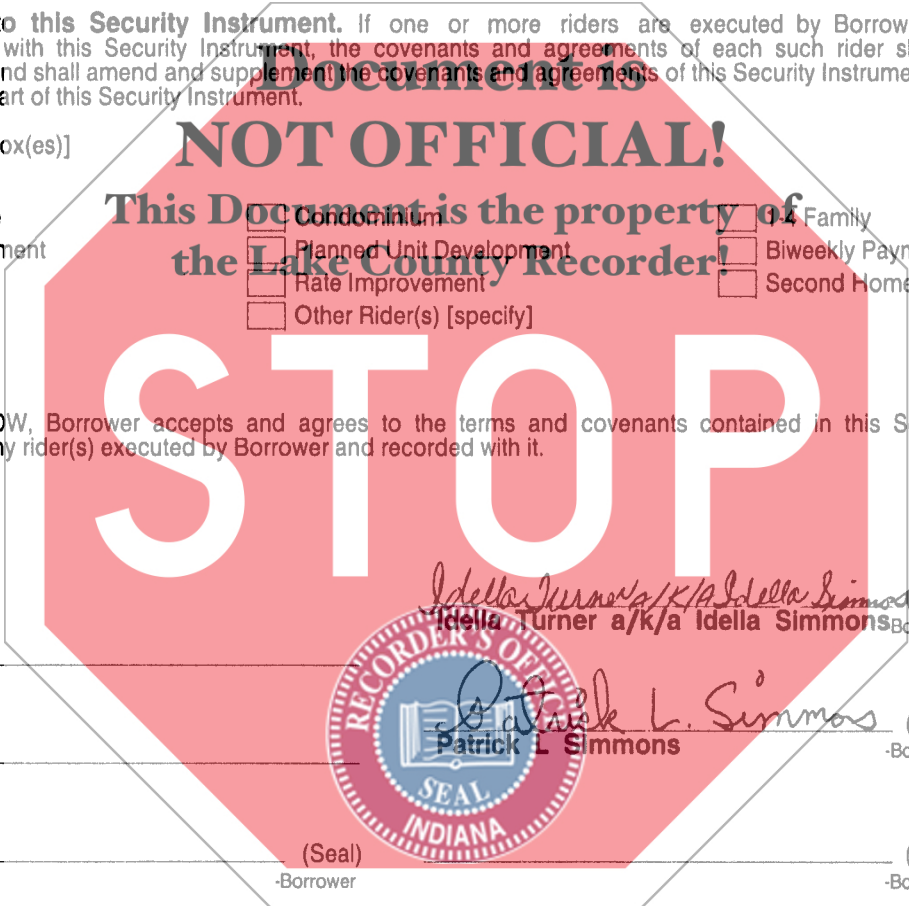 o this Security Instrument. If one or more riders are executed by Borrow
with this Security Instrument, the covenants and agreements of each such rider s
nd shall amend and supplement the covenants and agreements of this Security Instrume
art of this Security Instrument.
ox(es)]
Document is
NOT OFFICIAL!
This Document is the property of
the Lake County Recorder!
Condominium
1-4 Family
ment
Planned Unit Development
Biweekly Payn
Rate Improvement
Second Home
Other Rider(s) [specify]
STOP
OW, Borrower accepts and agrees to the terms and covenants contained in this S
y rider(s) executed by Borrower and recorded with it.
Idella Turner a/k/a Idella Simmons
Idella Turner a/k/a Idella Simmons
Bo
RECORDER'S OFFICE
SEAL
INDIANA
Patrick L. Simmons
Patrick L Simmons
-Bo
(Seal)
-Borrower
-Bo